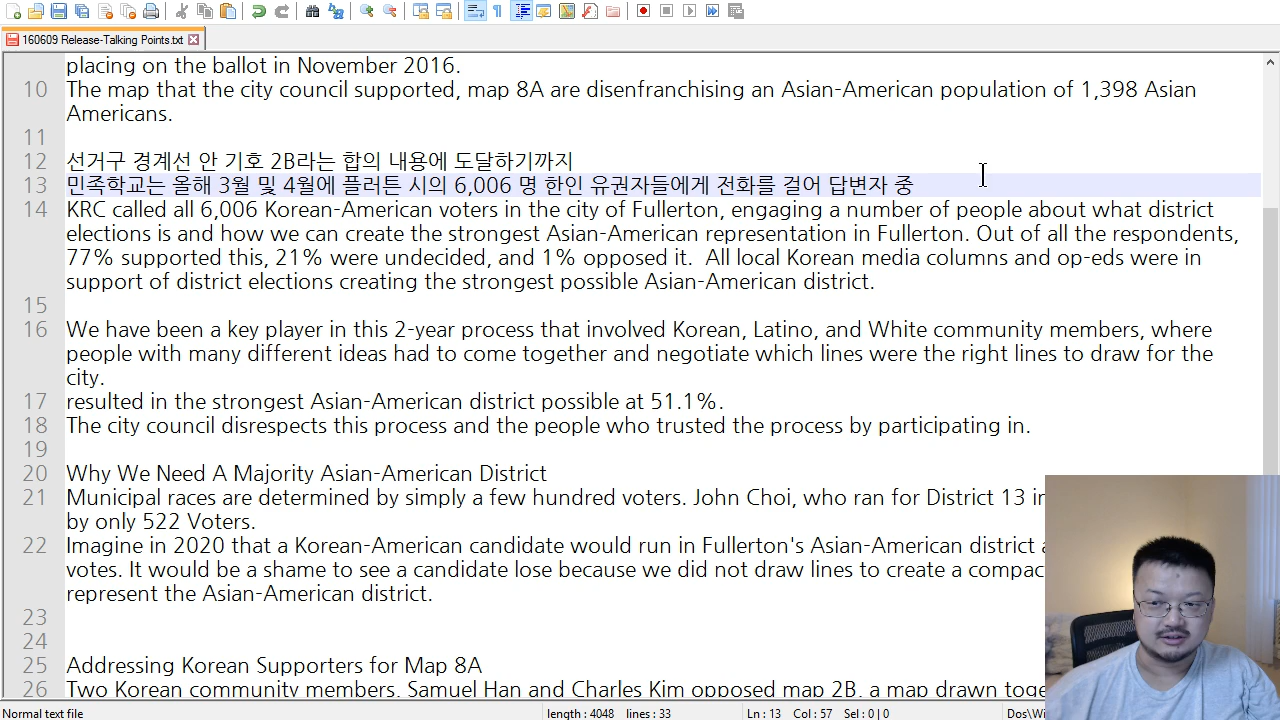 160609 Release-Talking Points.txt
placing on the ballot in November 2016.
10 The map that the city council supported, map 8A are disenfranchising an Asian-American population of 1,398 Asian
Americans.
11
12 선거구 경계선 안 기호 2B라는 합의 내용에 도달하기까지
13 민족학교는 올해 3월 및 4월에 플러튼 시의 6,006 명 한인 유권자들에게 전화를 걸어 답변자 중
14 KRC called all 6,006 Korean-American voters in the city of Fullerton, engaging a number of people about what district
elections is and how we can create the strongest Asian-American representation in Fullerton. Out of all the respondents,
77% supported this, 21% were undecided, and 1% opposed it.  All local Korean media columns and op-eds were in
support of district elections creating the strongest possible Asian-American district.
15
16 We have been a key player in this 2-year process that involved Korean, Latino, and White community members, where
people with many different ideas had to come together and negotiate which lines were the right lines to draw for the
city.
17 resulted in the strongest Asian-American district possible at 51.1%.
18 The city council disrespects this process and the people who trusted the process by participating in.
19
20 Why We Need A Majority Asian-American District
21 Municipal races are determined by simply a few hundred voters. John Choi, who ran for District 13 in
by only 522 Voters.
22 Imagine in 2020 that a Korean-American candidate would run in Fullerton's Asian-American district
votes. It would be a shame to see a candidate lose because we did not draw lines to create a
represent the Asian-American district.
23
24
25 Addressing Korean Supporters for Map 8A
26 Two Korean community members, Samuel Han and Charles Kim opposed map 2B, a map drawn
Normal text file length : 4048 lines : 33 Ln : 13 Col : 57 Sel : 0 | 0